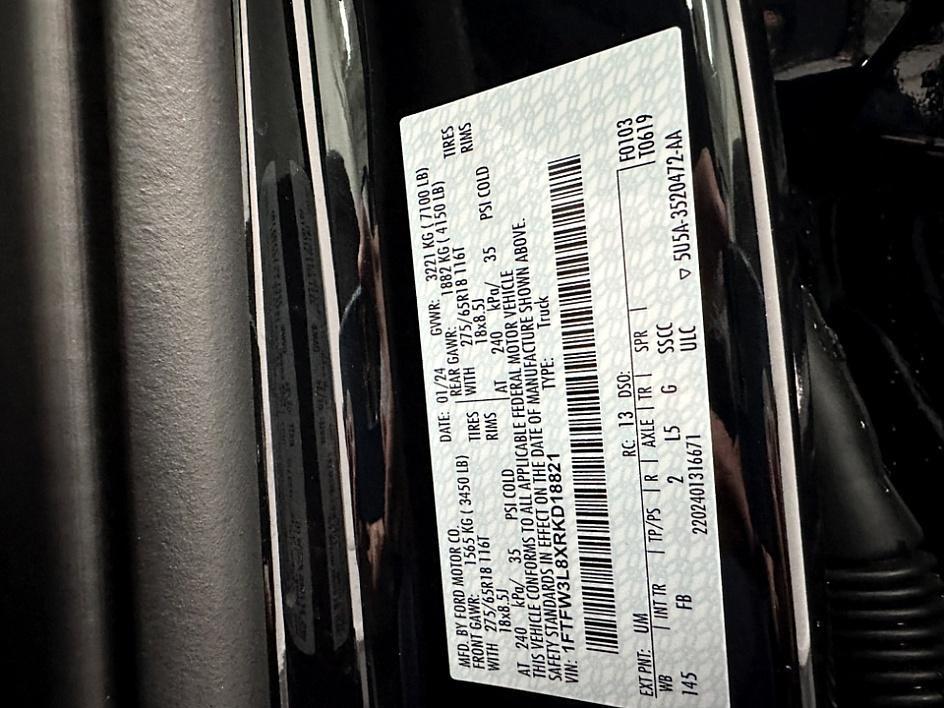 MFD. BY FORD MOTOR CO. DATE: 01/24 GVWR: 3221 KG ( 7100 LB)
FRONT GAWR: 1565 KG ( 3450 LB) REAR GAWR: 1882 KG ( 4150 LB)
WITH 275/65R18 116T TIRES WITH 275/65R18 116T TIRES
18x8.5J RIMS 18x8.5J RIMS
AT 240 kPa/ 35 PSI COLD AT 240 kPa/ 35 PSI COLD
THIS VEHICLE CONFORMS TO ALL APPLICABLE FEDERAL MOTOR VEHICLE
SAFETY STANDARDS IN EFFECT ON THE DATE OF MANUFACTURE SHOWN ABOVE.
VIN: 1FTFW3L8XRKD18821 TYPE: Truck
F0103
EXT PNT: UM RC: 13 DSO: T0619
WB INT TR TP/PS R AXLE TR SPR
145 FB 2 L5 G SSCC
2202401316671 ULC ▽ 5U5A-3520472-AA